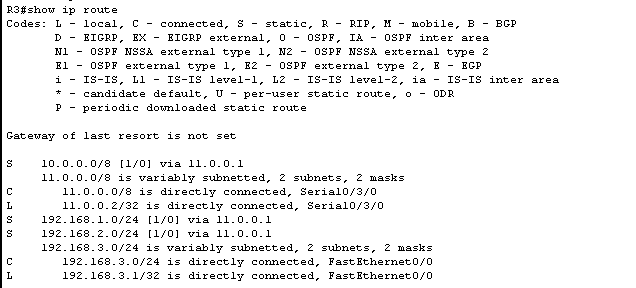 R3#show ip route
Codes: L - local, C - connected, S - static, R - RIP, M - mobile, B - BGP
       D - EIGRP, EX - EIGRP external, O - OSPF, IA - OSPF inter area
       N1 - OSPF NSSA external type 1, N2 - OSPF NSSA external type 2
       E1 - OSPF external type 1, E2 - OSPF external type 2, E - EGP
       i - IS-IS, L1 - IS-IS level-1, L2 - IS-IS level-2, ia - IS-IS inter area
       * - candidate default, U - per-user static route, o - ODR
       P - periodic downloaded static route
Gateway of last resort is not set
S    10.0.0.0/8 [1/0] via 11.0.0.1
     11.0.0.0/8 is variably subnetted, 2 subnets, 2 masks
C       11.0.0.0/8 is directly connected, Serial0/3/0
L       11.0.0.2/32 is directly connected, Serial0/3/0
S    192.168.1.0/24 [1/0] via 11.0.0.1
S    192.168.2.0/24 [1/0] via 11.0.0.1
     192.168.3.0/24 is variably subnetted, 2 subnets, 2 masks
C       192.168.3.0/24 is directly connected, FastEthernet0/0
L       192.168.3.1/32 is directly connected, FastEthernet0/0